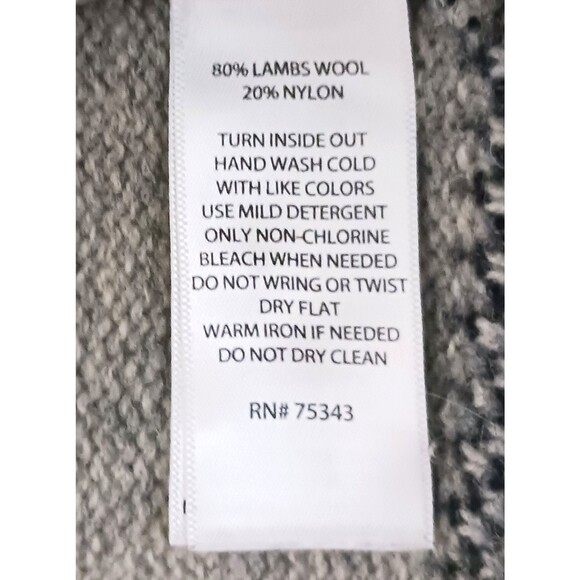 80% LAMBS WOOL
20% NYLON
TURN INSIDE OUT
HAND WASH COLD
WITH LIKE COLORS
USE MILD DETERGENT
ONLY NON-CHLORINE
BLEACH WHEN NEEDED
DO NOT WRING OR TWIST
DRY FLAT
WARM IRON IF NEEDED
DO NOT DRY CLEAN
RN# 75343